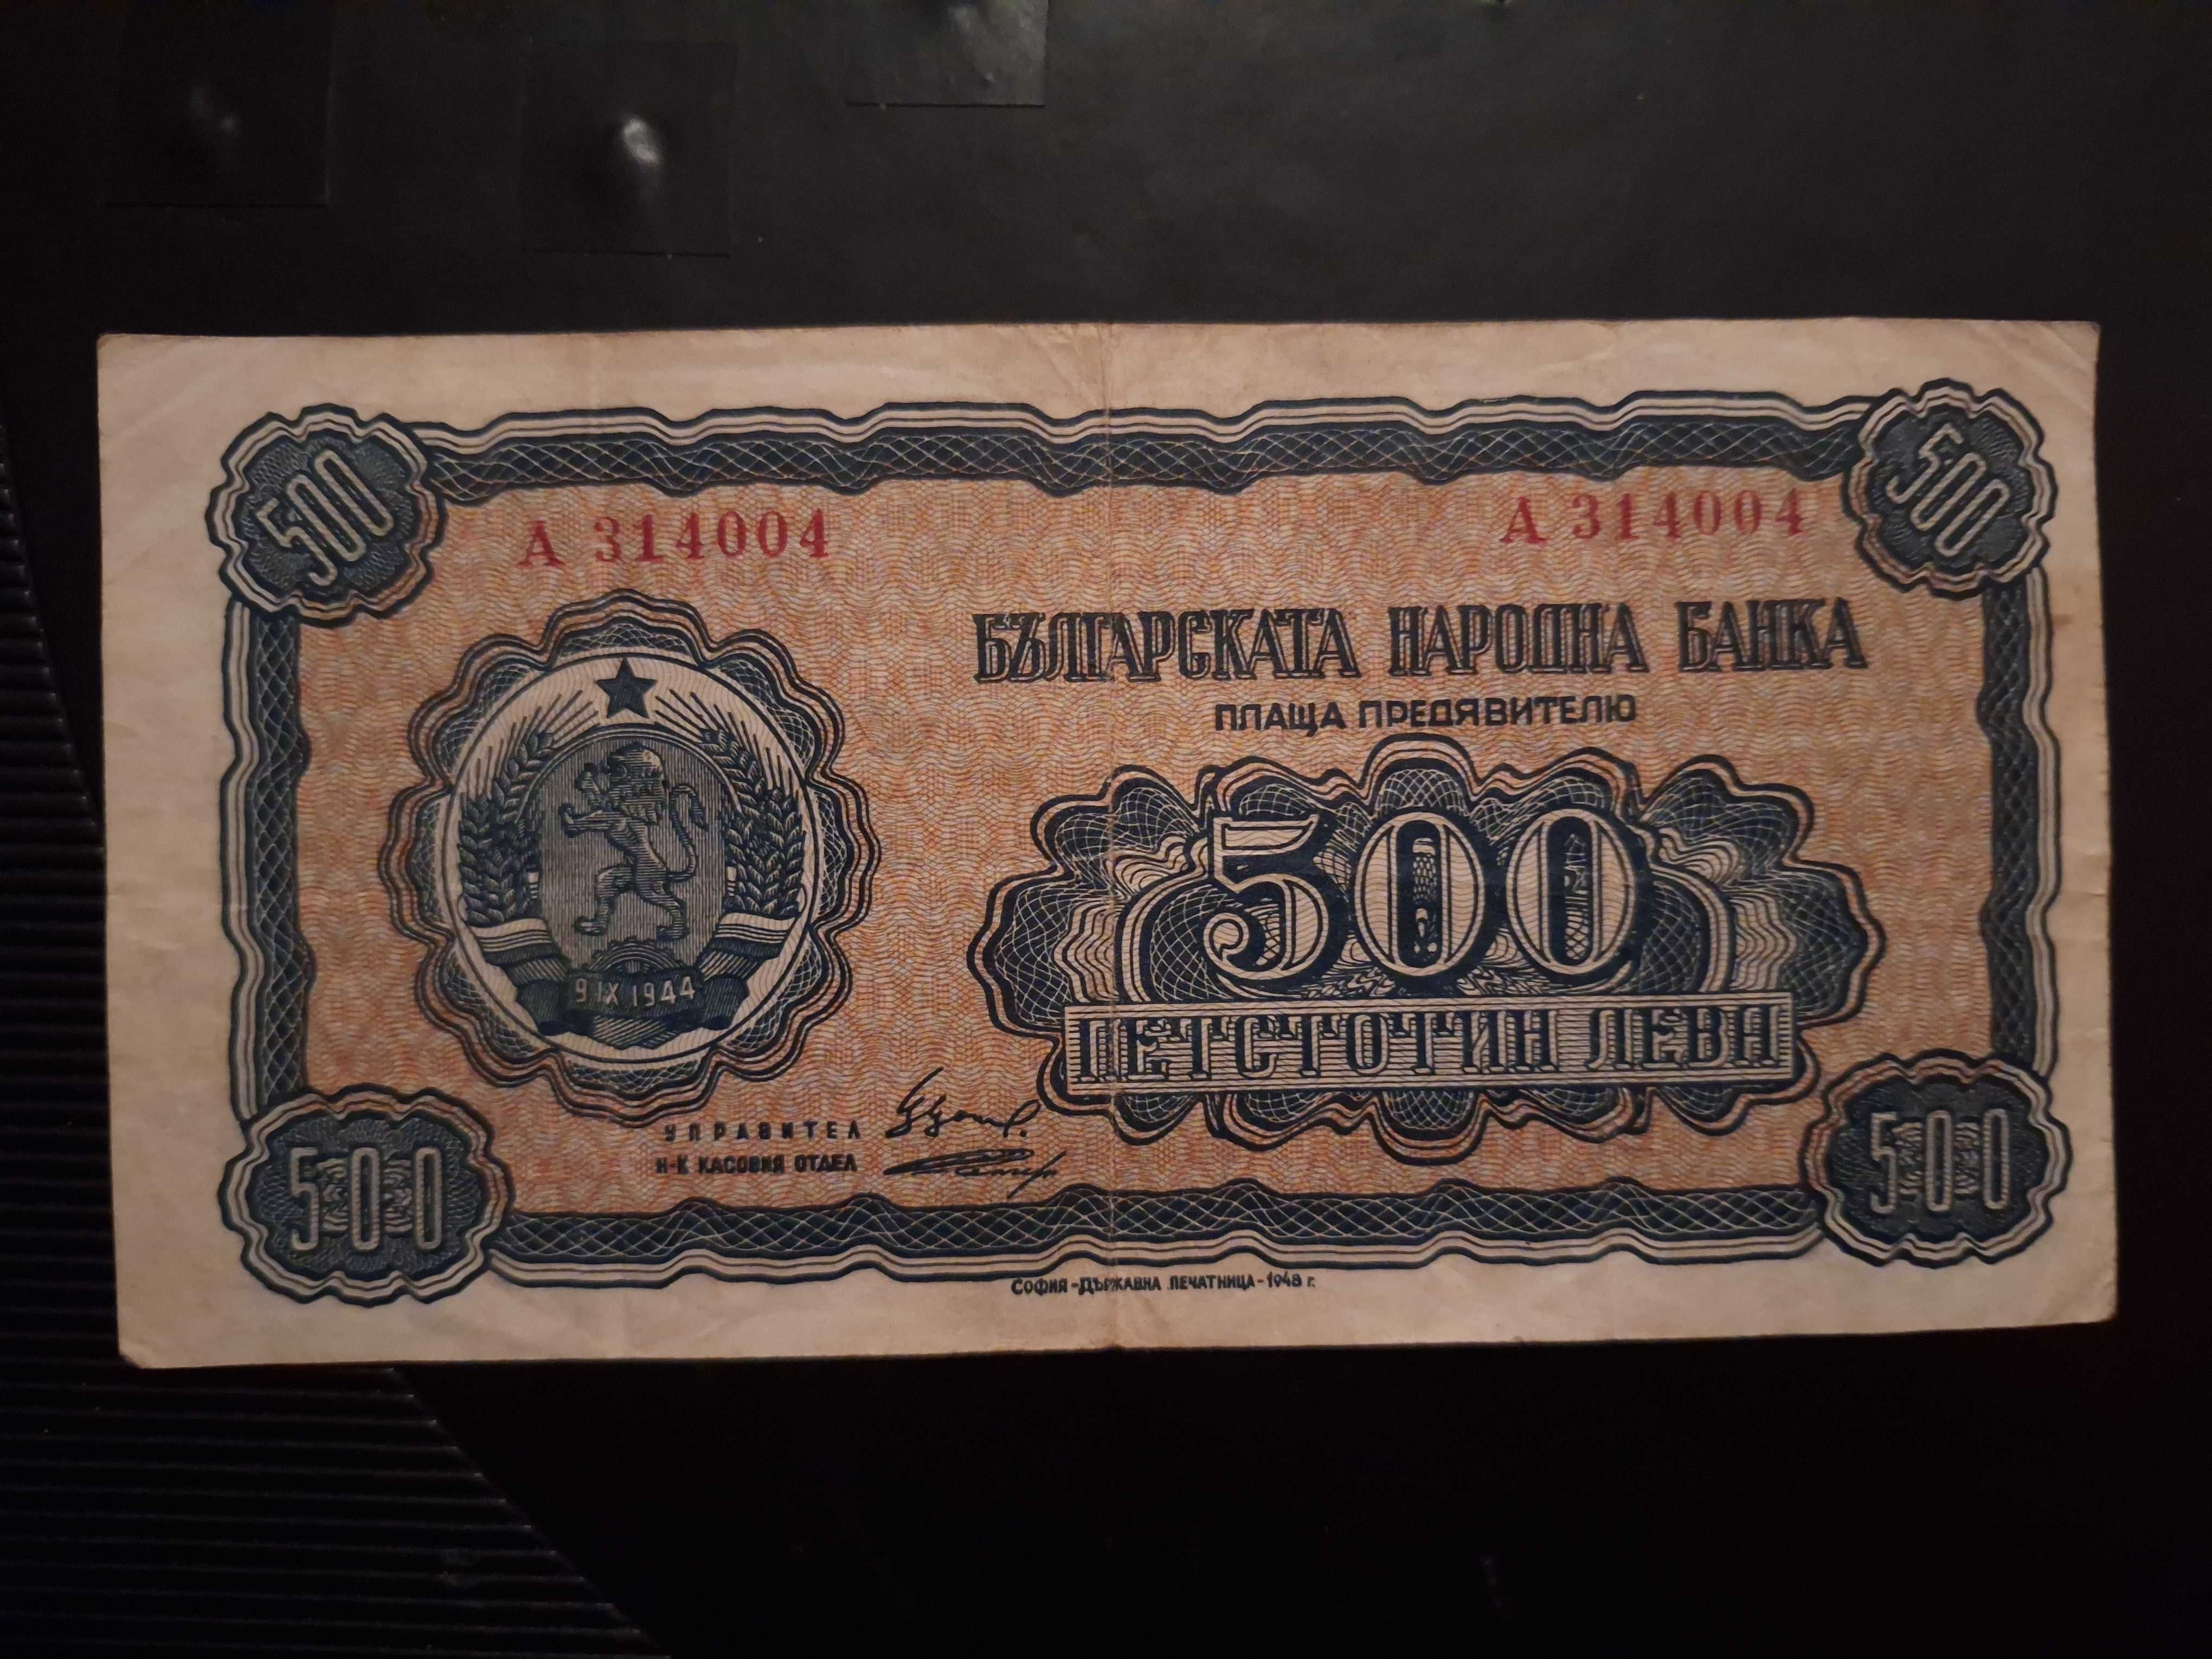 500
500
А 314004
А 314004
БЪЛГАРСКАТА НАРОДНА БАНКА
ПЛАЩА ПРЕДЯВИТЕЛЮ
500
ПЕТСТОТИН ЛЕВИ
9 IX 1944
УПРАВИТЕЛ
Н-К КАСОВИЯ ОТДЕЛ
500
500
СОФИЯ-ДЪРЖАВНА ПЕЧАТНИЦА-1948 г.